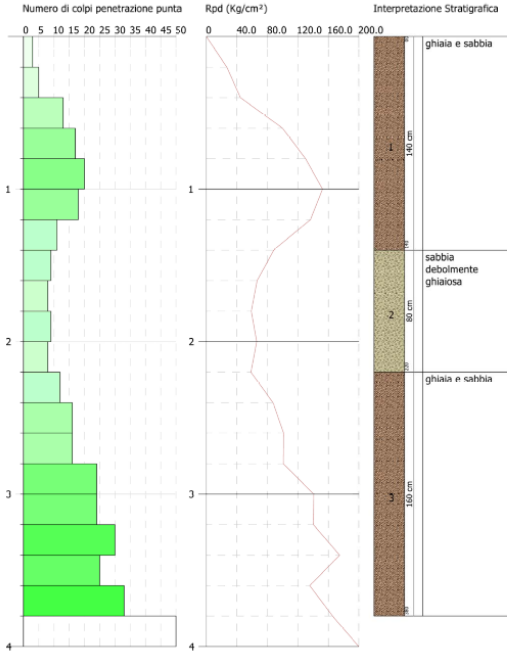 Numero di colpi penetrazione punta
Rpd (Kg/cm²)
Interpretazione Stratigrafica
0 5 10 15 20 25 30 35 40 45 50
0 40.0 80.0 120.0 160.0 200.0
ghiaia e sabbia
1
140 cm
1
1
sabbia
debolmente
ghiaiosa
2
80 cm
2
2
ghiaia e sabbia
3
160 cm
3
3
4
4